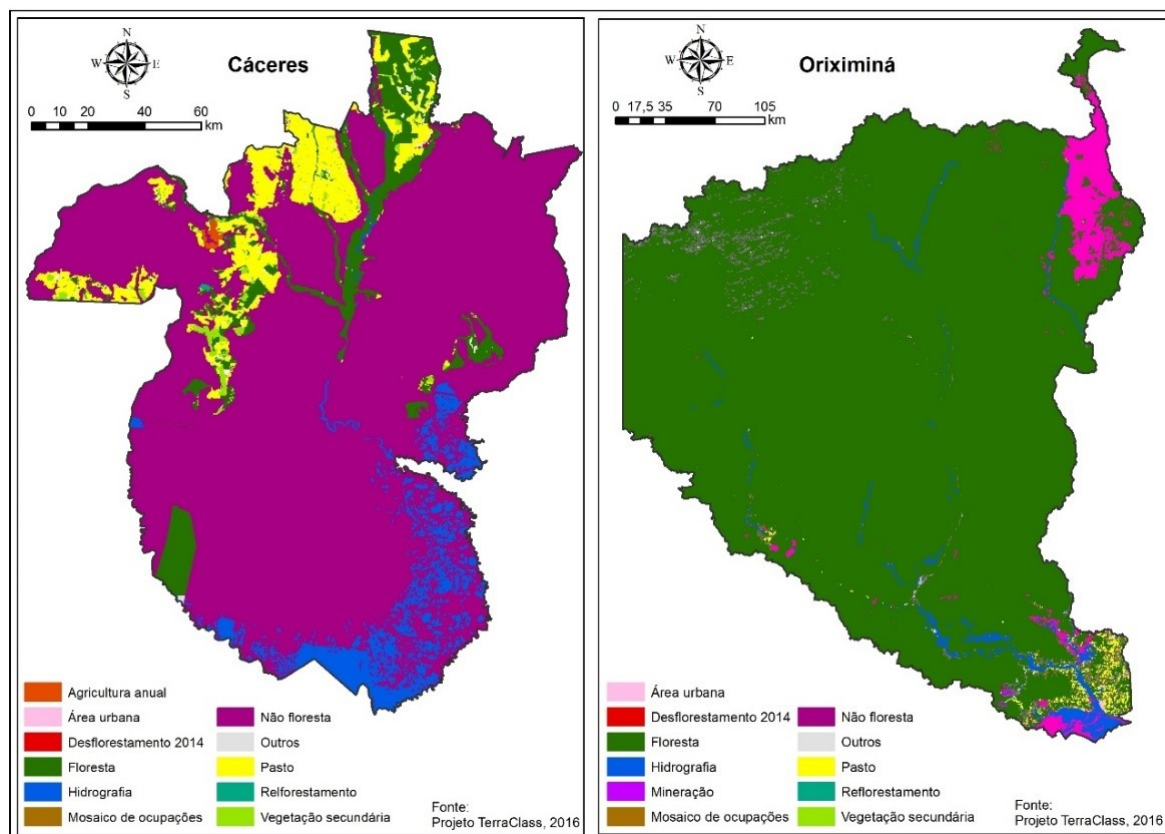 N
W E
S
Cáceres
0 10 20 40 60
km
Agricultura anual
Área urbana
Desflorestamento 2014
Floresta
Hidrografia
Mosaico de ocupações
Não floresta
Outros
Pasto
Relforestamento
Vegetação secundária
Fonte:
Projeto TerraClass, 2016
N
W E
S
Oriximiná
0 17,5 35 70 105
km
Área urbana
Desflorestamento 2014
Floresta
Hidrografia
Mineração
Mosaico de ocupações
Não floresta
Outros
Pasto
Reflorestamento
Vegetação secundária
Fonte:
Projeto TerraClass, 2016